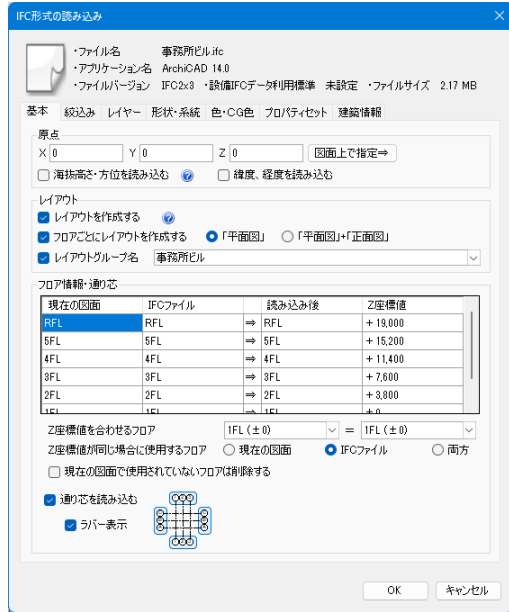 IFC形式の読み込み
・ファイル名 事務所ビル.ifc
・アプリケーション名 ArchiCAD 14.0
・ファイルバージョン IFC2x3 ・設備IFCデータ利用標準 未設定 ・ファイルサイズ 2.17 MB
基本 絞込み レイヤー 形状・系統 色・CG色 プロパティセット 建築情報
原点
X 0 Y 0 Z 0 図面上で指定⇒
海抜高さ・方位を読み込む 緯度、経度を読み込む
レイアウト
レイアウトを作成する
フロアごとにレイアウトを作成する 「平面図」 「平面図」+「正面図」
レイアウトグループ名 事務所ビル
フロア情報・通り芯
現在の図面 IFCファイル 読み込み後 Z座標値
RFL RFL ⇒ RFL + 19,000
5FL 5FL ⇒ 5FL + 15,200
4FL 4FL ⇒ 4FL + 11,400
3FL 3FL ⇒ 3FL + 7,600
2FL 2FL ⇒ 2FL + 3,800
1FL 1FL ⇒ 1FL + 0
Z座標値を合わせるフロア 1FL (± 0) = 1FL (± 0)
Z座標値が同じ場合に使用するフロア 現在の図面 IFCファイル 両方
現在の図面で使用されていないフロアは削除する
通り芯を読み込む
ラバー表示
OK キャンセル